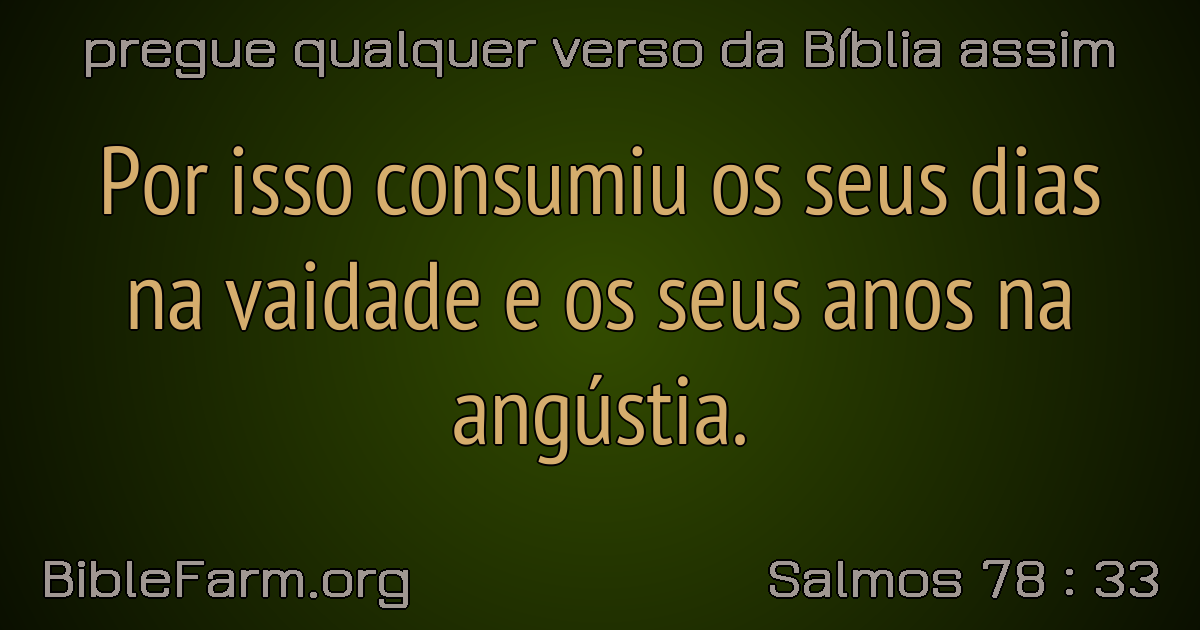 pregue qualquer verso da Bíblia assim
Por isso consumiu os seus dias
na vaidade e os seus anos na
angústia.
BibleFarm.org
Salmos 78 : 33